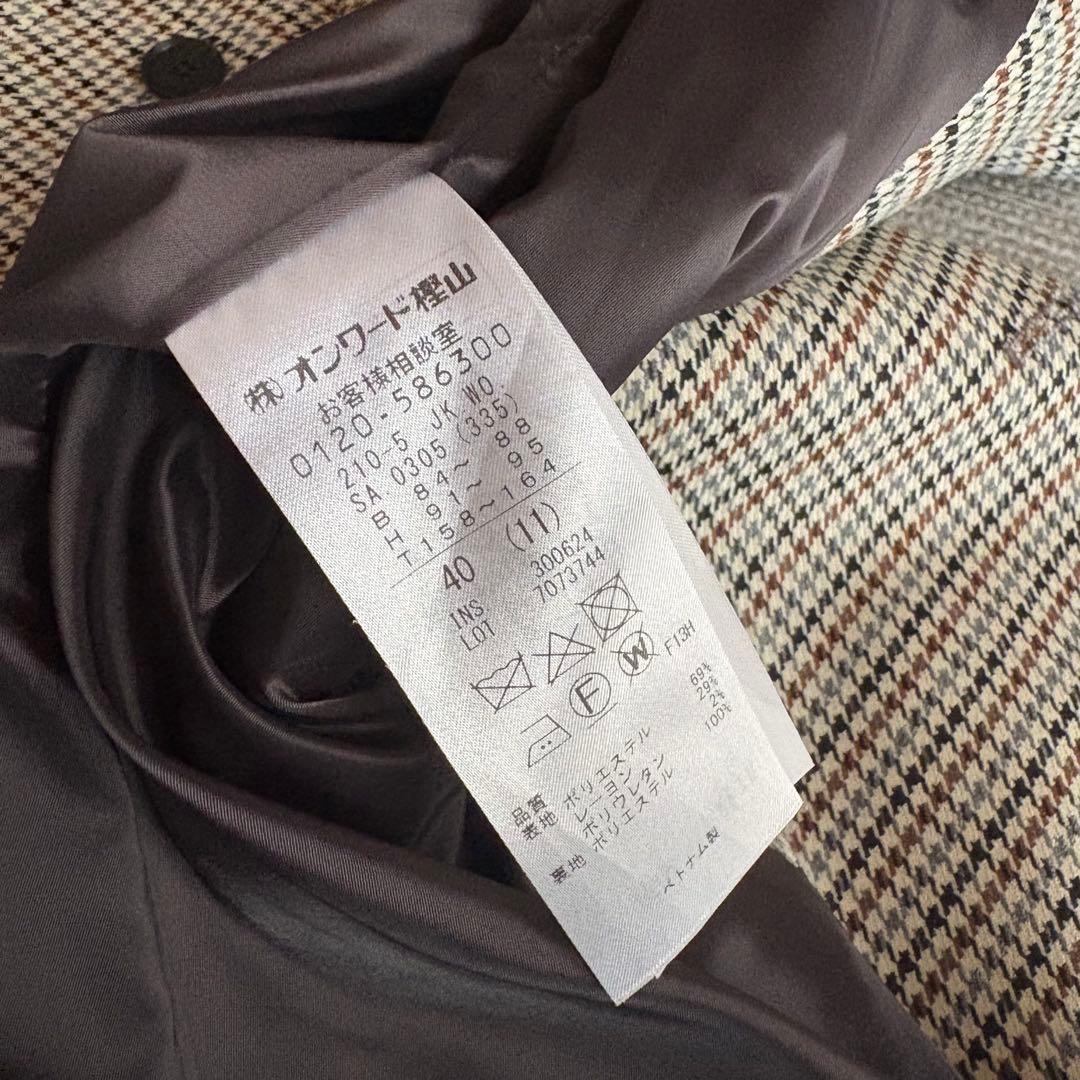 ㈱オンワード樫山
お客様相談室
0120-586300
210-5 JK WO.
SA 0305 (335)
B 84～ 88
H 91～ 95
T158～164
40 (11)
INS 300624
LOT 7073744
F W F13H
品質
表地 ポリエステル 69%
レーヨン 29%
ポリウレタン 2%
裏地 ポリエステル 100%
ベトナム製